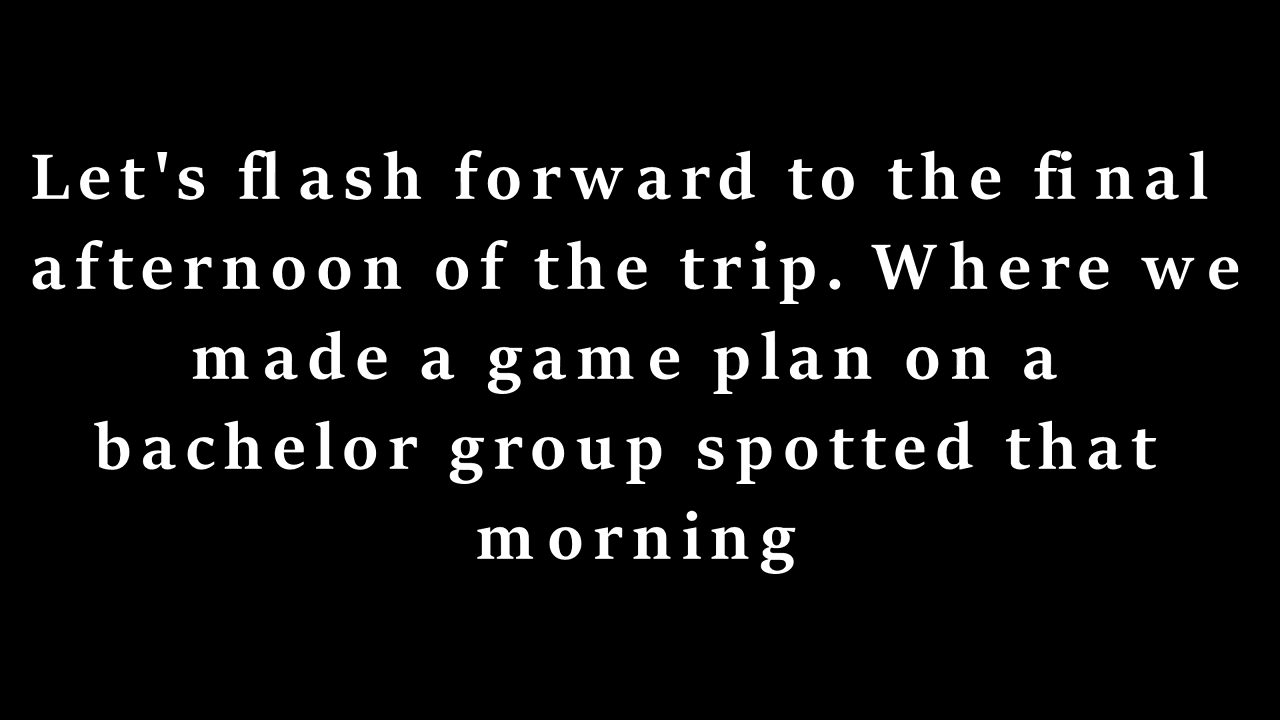 Let's flash forward to the final
afternoon of the trip. Where we
made a game plan on a
bachelor group spotted that
morning